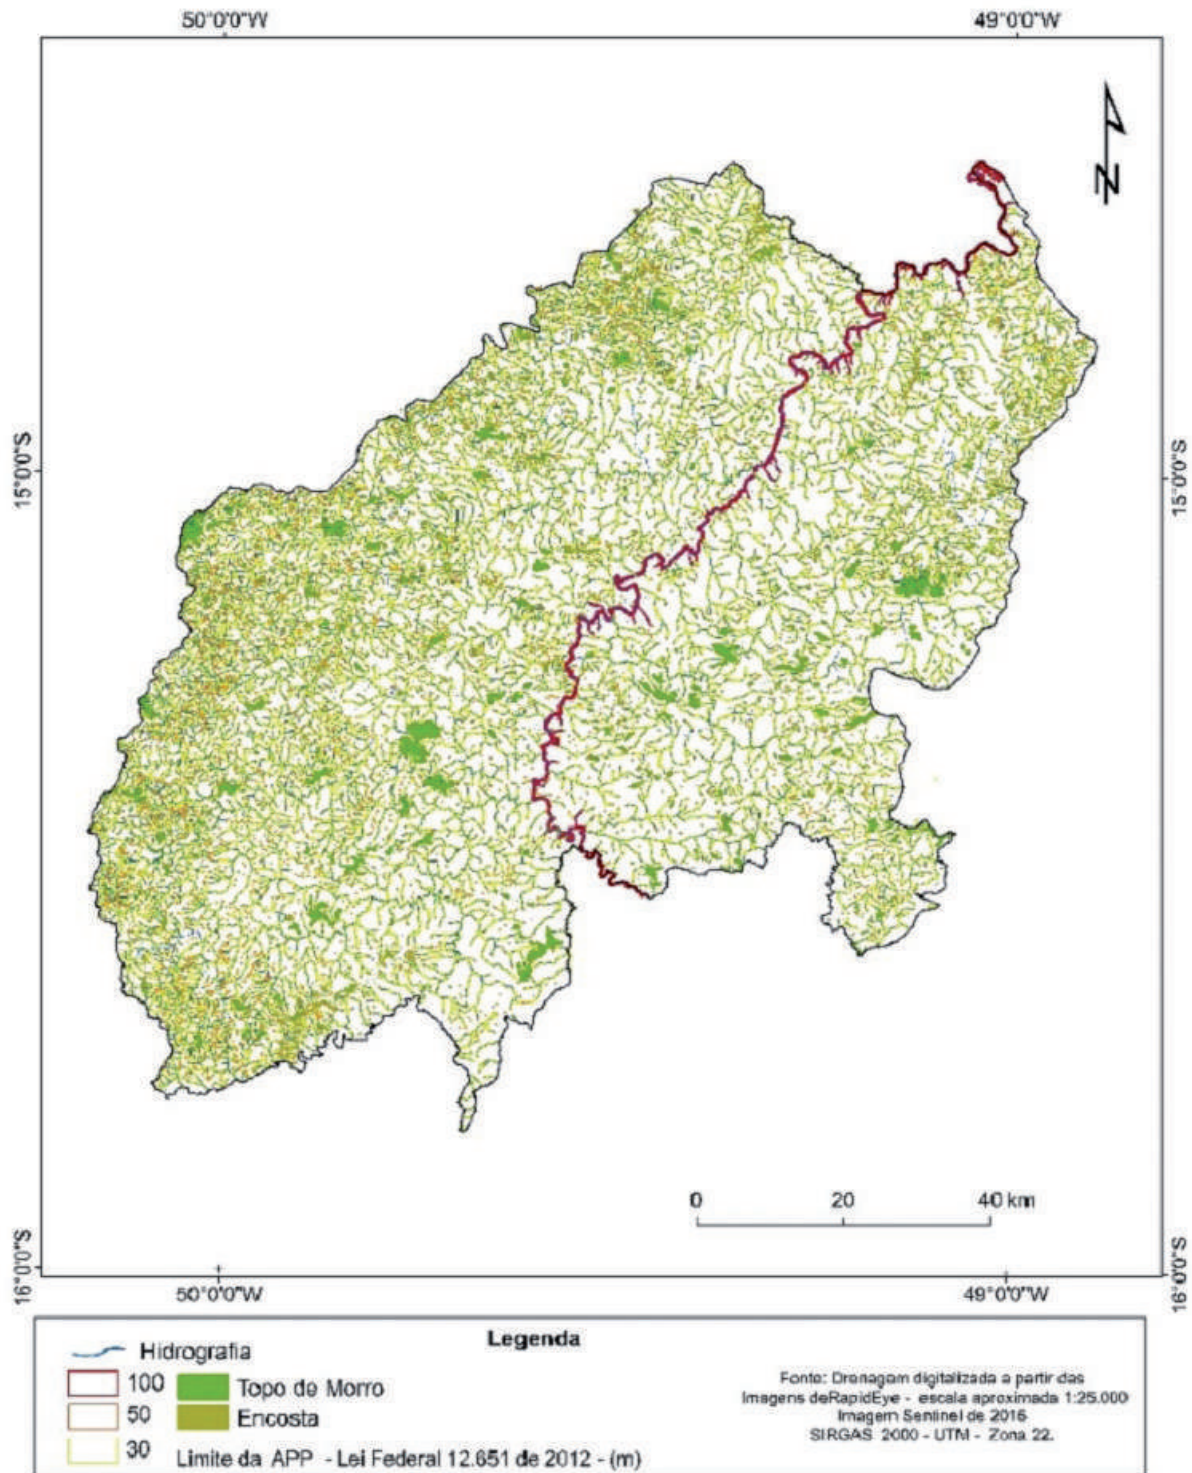 50°0'0"W 49°0'0"W
N
15°0'0"S 15°0'0"S
0 20 40 km
16°0'0"S 16°0'0"S
50°0'0"W 49°0'0"W
Legenda
Hidrografia
100 Topo de Morro
50 Encosta
30 Limite da APP - Lei Federal 12.651 de 2012 - (m)
Fonte: Drenagem digitalizada a partir das
Imagens deRapidEye - escala aproximada 1:25.000
Imagem Sentinel de 2016
SIRGAS 2000 - UTM - Zona 22.